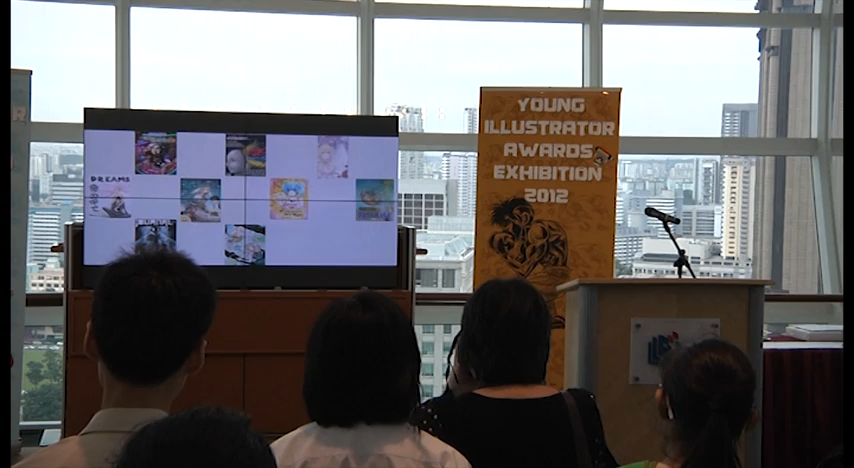 R
DREAMS
YOUNG
ILLUSTRATOR
AWARDS
EXHIBITION
2012